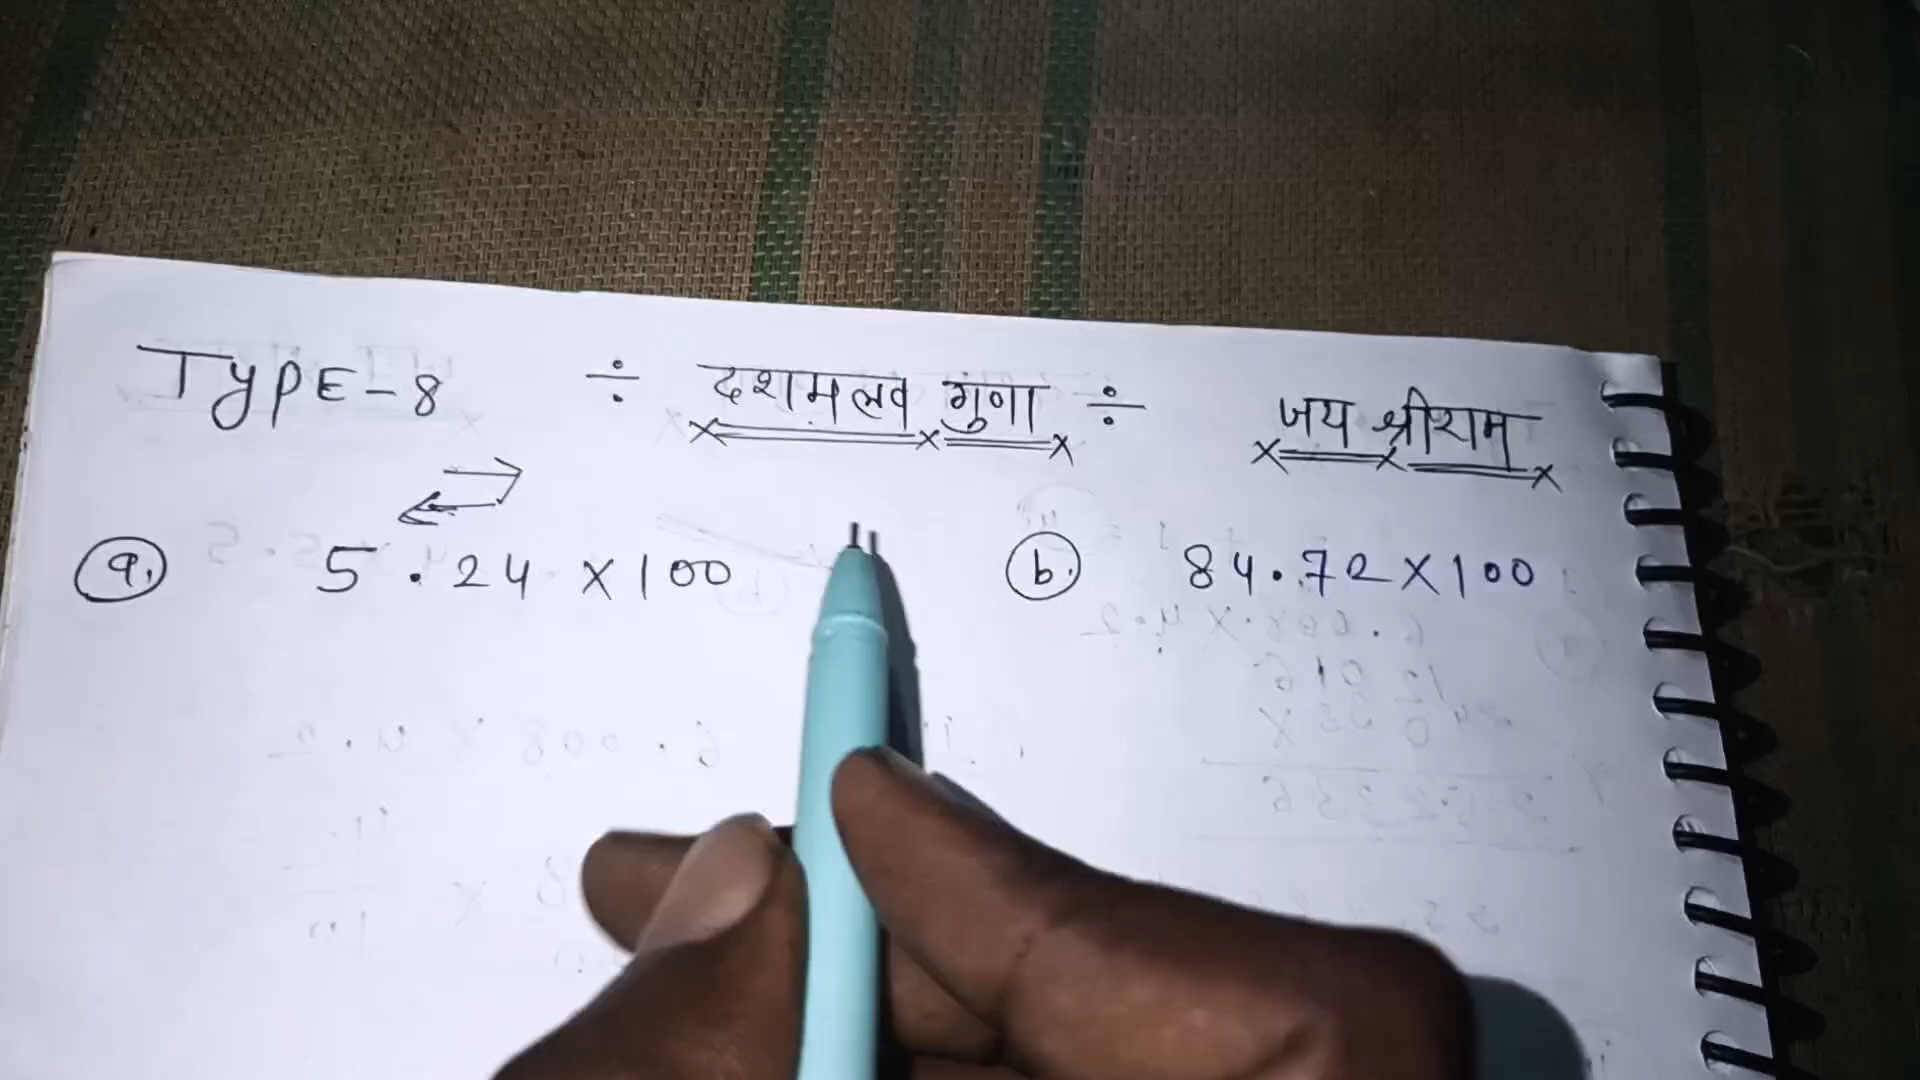 TYPE-8 ÷ दशमलव गुंणा ÷ जय श्रीराम
(a.) 5.24 X 100 (b.) 84.72 X 100